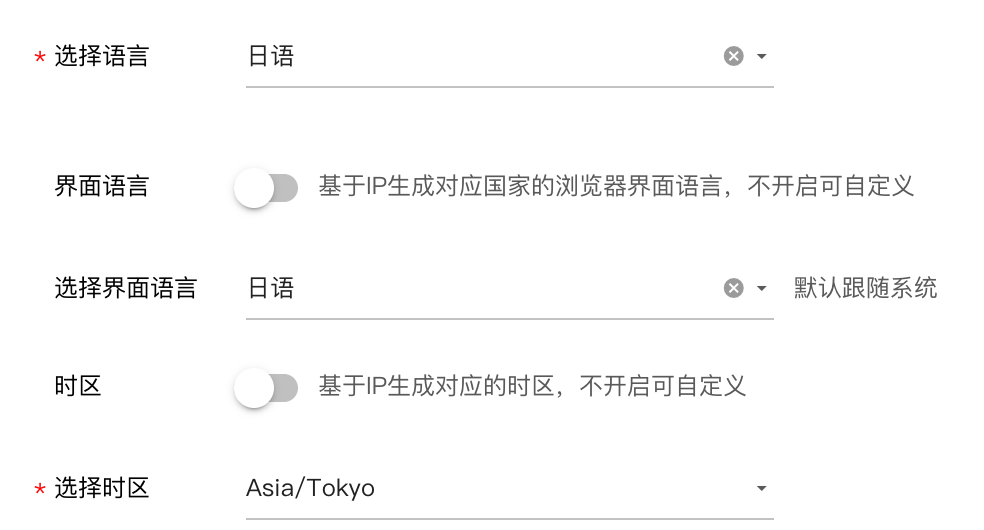 * 选择语言 日语
界面语言 基于IP生成对应国家的浏览器界面语言，不开启可自定义
选择界面语言 日语 默认跟随系统
时区 基于IP生成对应的时区，不开启可自定义
* 选择时区 Asia/Tokyo